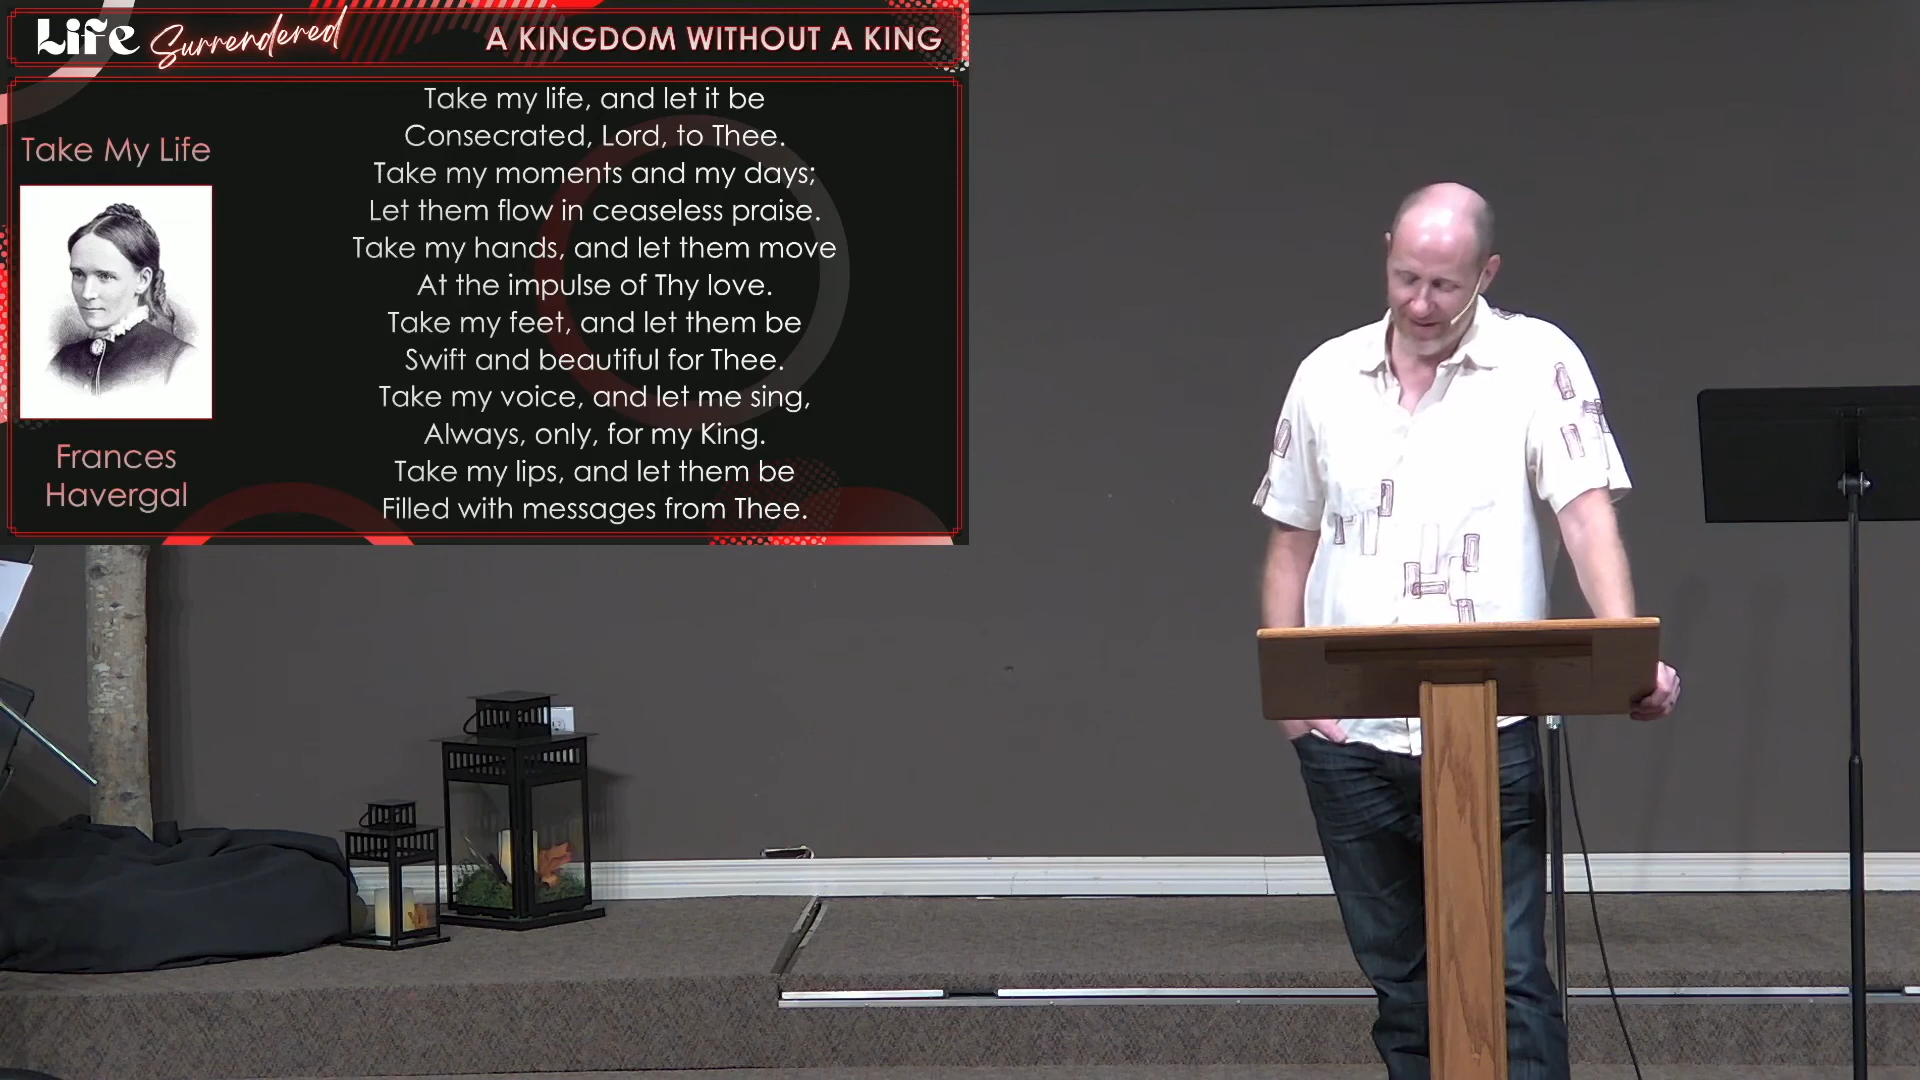 Life Surrendered
A KINGDOM WITHOUT A KING
Take My Life
Frances
Havergal
Take my life, and let it be
Consecrated, Lord, to Thee.
Take my moments and my days;
Let them flow in ceaseless praise.
Take my hands, and let them move
At the impulse of Thy love.
Take my feet, and let them be
Swift and beautiful for Thee.
Take my voice, and let me sing,
Always, only, for my King.
Take my lips, and let them be
Filled with messages from Thee.